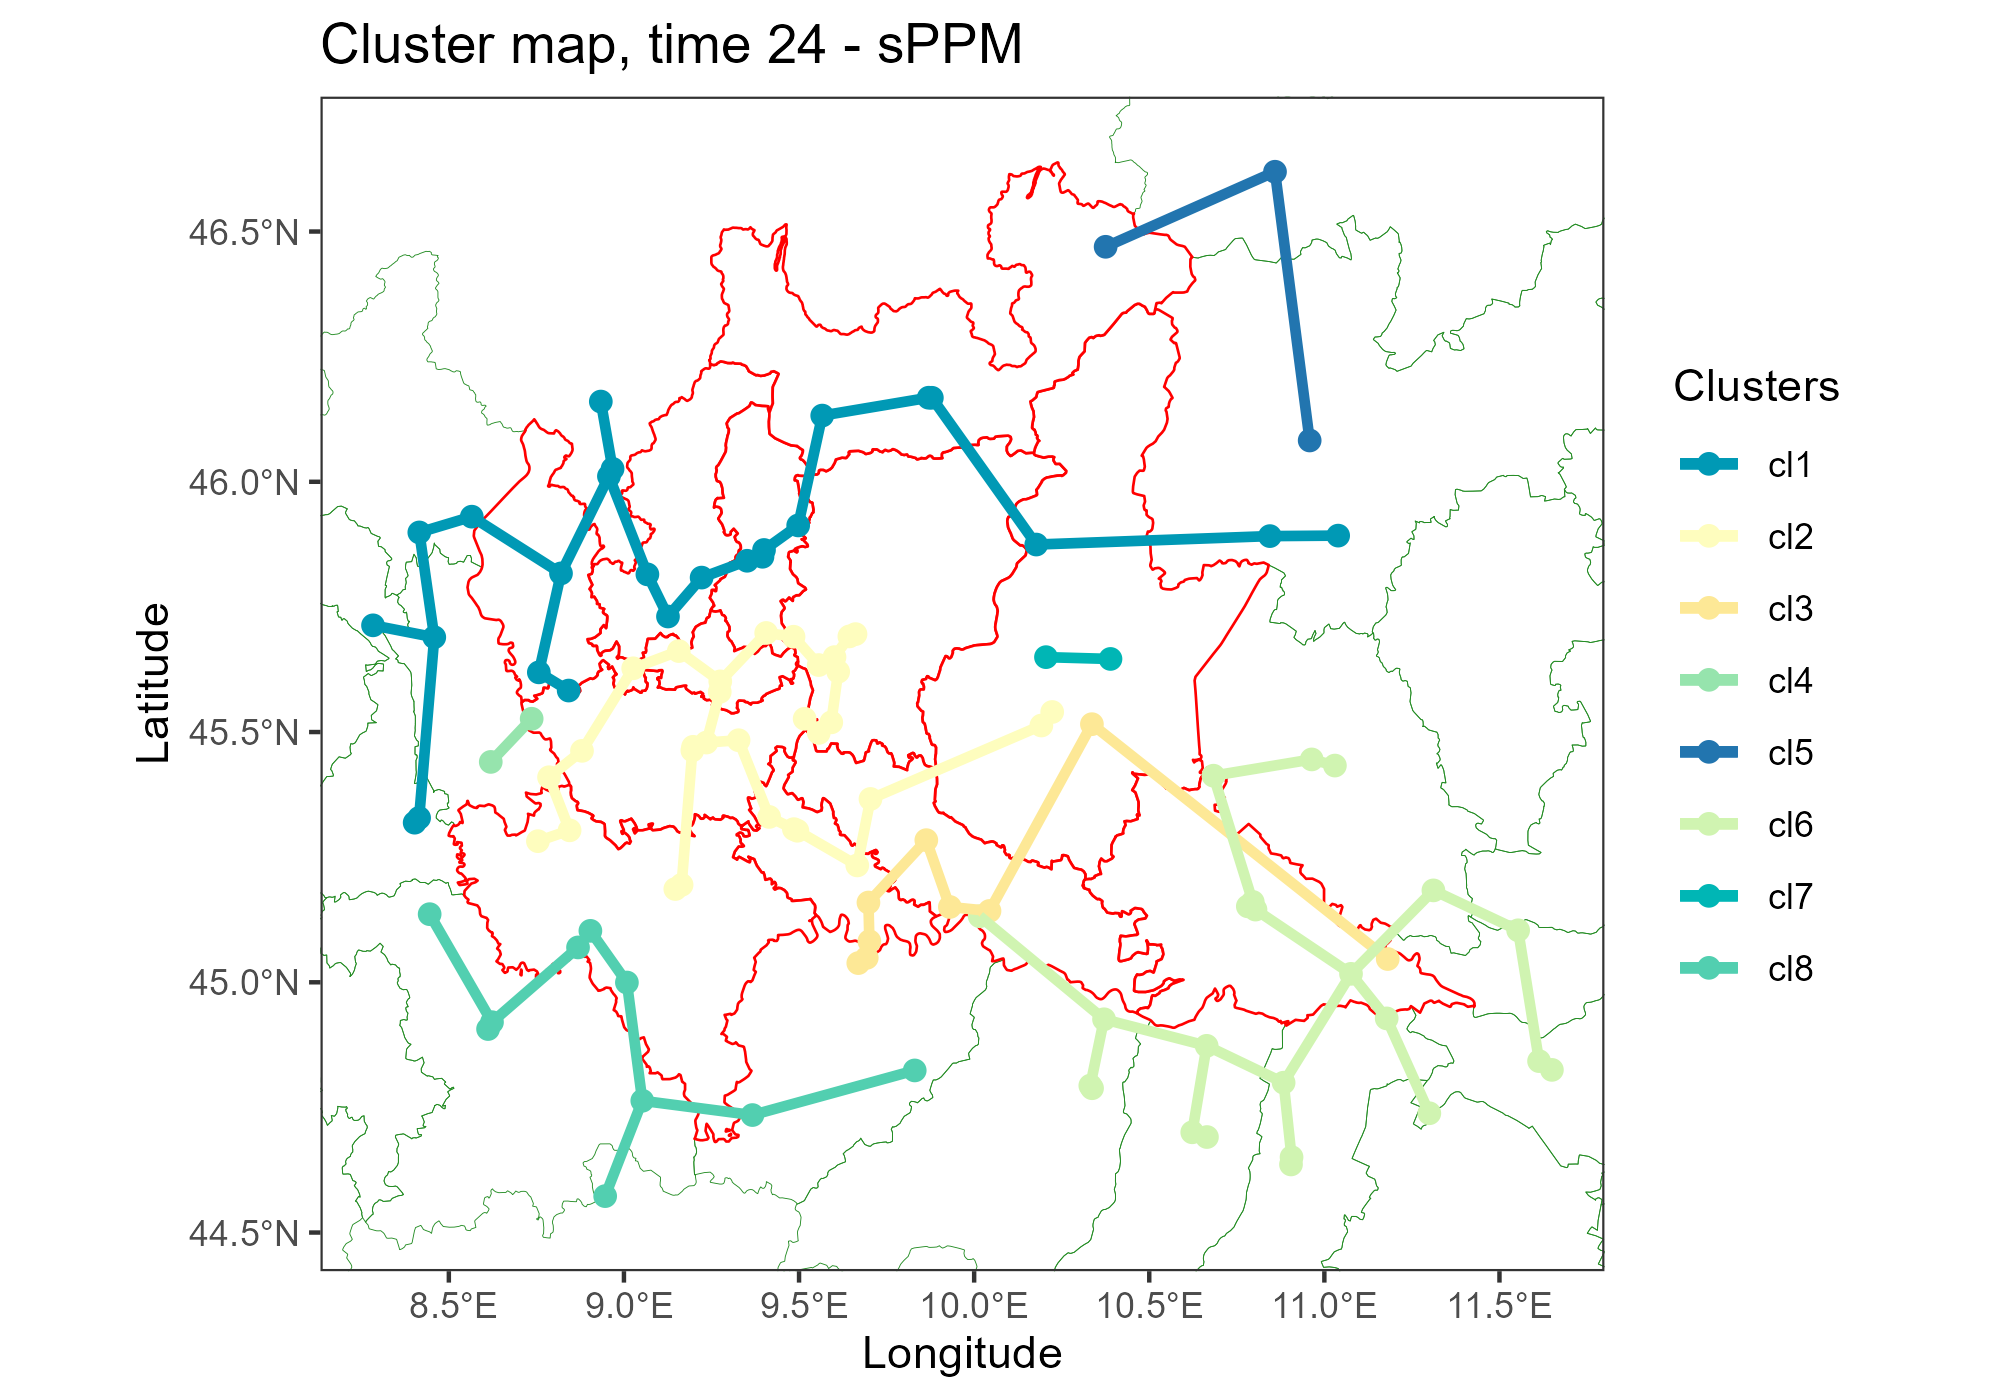 Cluster map, time 24 - sPPM
46.5°N
46.0°N
45.5°N
45.0°N
44.5°N
Latitude
8.5°E
9.0°E
9.5°E
10.0°E
10.5°E
11.0°E
11.5°E
Longitude
Clusters
cl1
cl2
cl3
cl4
cl5
cl6
cl7
cl8